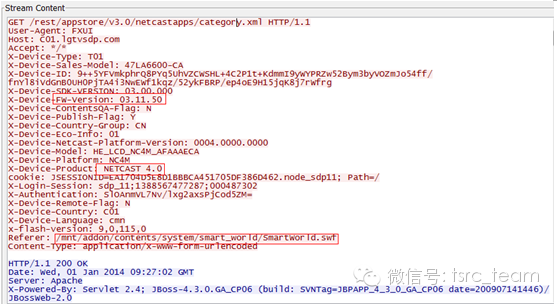 Stream Content
GET /rest/appstore/v3.0/netcastapps/category.xml HTTP/1.1
User-Agent: FXUI
Host: C01.lgtvsdp.com
Accept: */*
X-Device-Type: T01
X-Device-Sales-Model: 47LA6600-CA
X-Device-ID: 9++5YFVmkphrQ8PYq5UhVZCWSHL+4C2P1t+KdmmI9yWYPRZw52Bym3byVOZmJo54ff/
fnYl8ivdGnBOUHOPjTA4i3NwEWf1kqz/52ykFBRP/ep4oE9H15jqK8j7rwfrg
X-Device-SDK-VERSION: 03.00.000
X-Device-FW-Version: 03.11.50
X-Device-ContentsQA-Flag: N
X-Device-Publish-Flag: Y
X-Device-Country-Group: CN
X-Device-Eco-Info: 01
X-Device-Netcast-Platform-Version: 0004.0000.0000
X-Device-Model: HE_LCD_NC4M_AFAAAECA
X-Device-Platform: NC4M
X-Device-Product: NETCAST 4.0
cookie: JSESSIONID=EA1704D5E8D1BBBCA451705DF386D462.node_sdp11; Path=/
X-Login-Session: sdp_11;1388567477287;000487302
X-Authentication: SlOAnmVL7Nv/lxg2axsPjCod5ZM=
X-Device-Remote-Flag: N
X-Device-Country: C01
X-Device-Language: cmn
x-flash-version: 9,0,115,0
Referer: /mnt/addon/contents/system/smart_world/SmartWorld.swf
Content-Type: application/x-www-form-urlencoded
HTTP/1.1 200 OK
Date: Wed, 01 Jan 2014 09:27:02 GMT
Server: Apache
X-Powered-By: Servlet 2.4; JBoss-4.3.0.GA_CP06 (build: SVNTag=JBPAPP_4_3_0_GA_CP06 date=200907141446)/
JBossWeb-2.0
微信号: tsrc_team